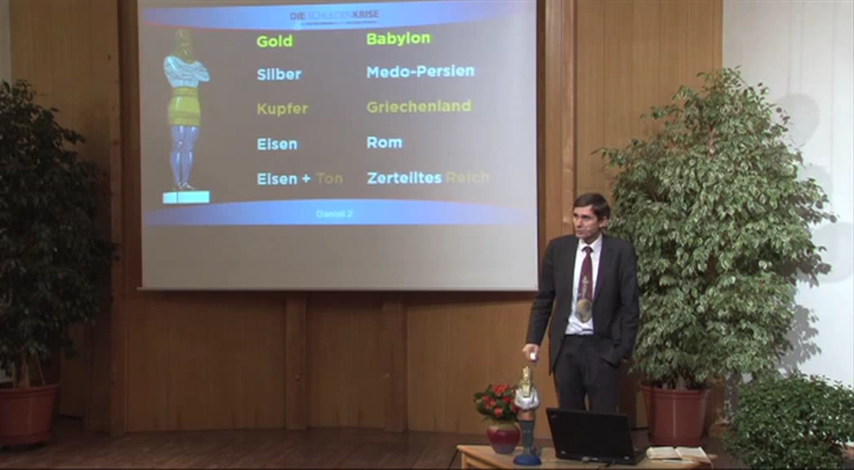 DIE SCHULDENKRISE
Gold Babylon
Silber Medo-Persien
Kupfer Griechenland
Eisen Rom
Eisen + Ton Zerteiltes Reich
Daniel 2